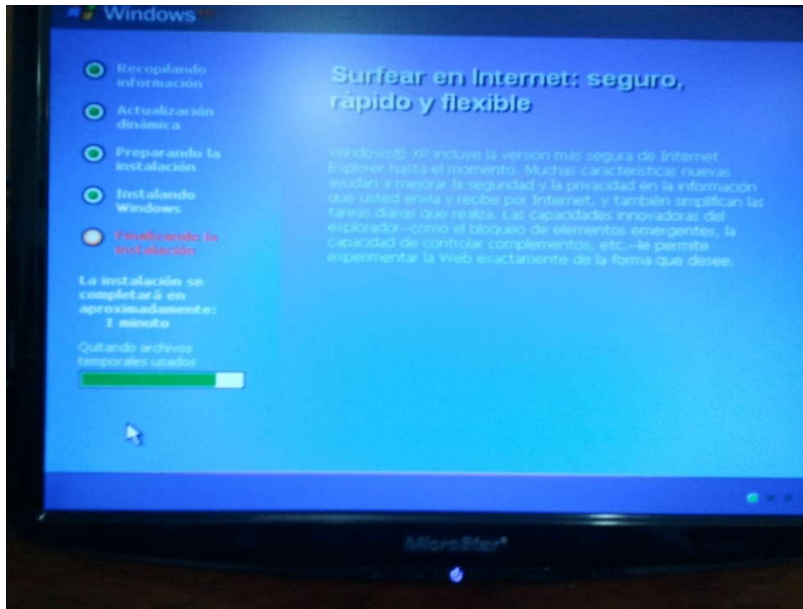 Windows xp
Recopilando
información
Actualización
dinámica
Preparando la
instalación
Instalando
Windows
Finalizando la
instalación
La instalación se
completará en
aproximadamente:
1 minuto
Quitando archivos
temporales usados
Surfear en Internet: seguro,
rápido y flexible
Windows® XP incluye la versión más segura de Internet
Explorer hasta el momento. Muchas características nuevas
ayudan a mejorar la seguridad y la privacidad en la información
que usted envía y recibe por Internet, y también simplifican las
tareas diarias que realiza. Las capacidades innovadoras del
explorador—como el bloqueo de elementos emergentes, la
capacidad de controlar complementos, etc.—le permite
experimentar la Web exactamente de la forma que desee.